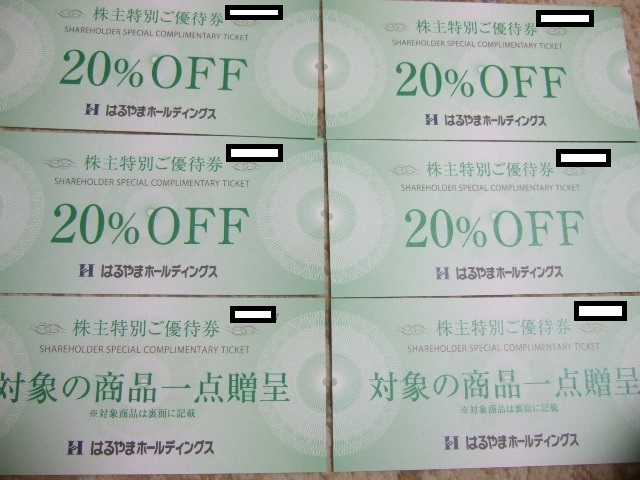 株主特別ご優待券
SHAREHOLDER SPECIAL COMPLIMENTARY TICKET
20%OFF
はるやまホールディングス
株主特別ご優待券
SHAREHOLDER SPECIAL COMPLIMENTARY TICKET
20%OFF
はるやまホールディングス
株主特別ご優待券
SHAREHOLDER SPECIAL COMPLIMENTARY TICKET
20%OFF
はるやまホールディングス
株主特別ご優待券
SHAREHOLDER SPECIAL COMPLIMENTARY TICKET
20%OFF
はるやまホールディングス
株主特別ご優待券
SHAREHOLDER SPECIAL COMPLIMENTARY TICKET
対象の商品一点贈呈
※対象商品は裏面に記載
はるやまホールディングス
株主特別ご優待券
SHAREHOLDER SPECIAL COMPLIMENTARY TICKET
対象の商品一点贈呈
※対象商品は裏面に記載
はるやまホールディングス